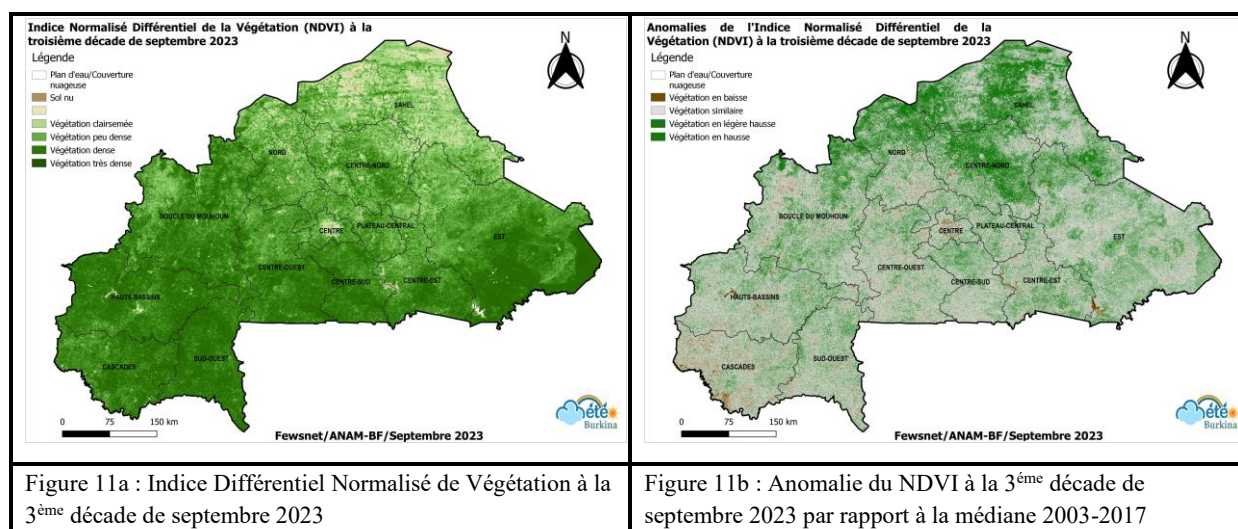 Indice Normalisé Différentiel de la Végétation (NDVI) à la
troisième décade de septembre 2023
Légende
Plan d'eau/Couverture
nuageuse
Sol nu
Végétation clairsemée
Végétation peu dense
Végétation dense
Végétation très dense
N
SAHEL
NORD
CENTRE-NORD
BOUCLE DU MOUHOUN
CENTRE
PLATEAU-CENTRAL
EST
CENTRE-OUEST
CENTRE-SUD
CENTRE-EST
HAUTS-BASSINS
CASCADES
SUD-OUEST
0 75 150 km
Fewsnet/ANAM-BF/Septembre 2023
été
Burkina
Anomalies de l'Indice Normalisé Différentiel de la
Végétation (NDVI) à la troisième décade de septembre 2023
Légende
Plan d'eau/Couverture
nuageuse
Végétation en baisse
Végétation similaire
Végétation en légère hausse
Végétation en hausse
N
SAHEL
NORD
CENTRE-NORD
BOUCLE DU MOUHOUN
CENTRE
PLATEAU-CENTRAL
EST
CENTRE-OUEST
CENTRE-SUD
CENTRE-EST
HAUTS-BASSINS
CASCADES
SUD-OUEST
0 75 150 km
Fewsnet/ANAM-BF/Septembre 2023
été
Burkina
Figure 11a : Indice Différentiel Normalisé de Végétation à la
3ème décade de septembre 2023
Figure 11b : Anomalie du NDVI à la 3éme décade de
septembre 2023 par rapport à la médiane 2003-2017